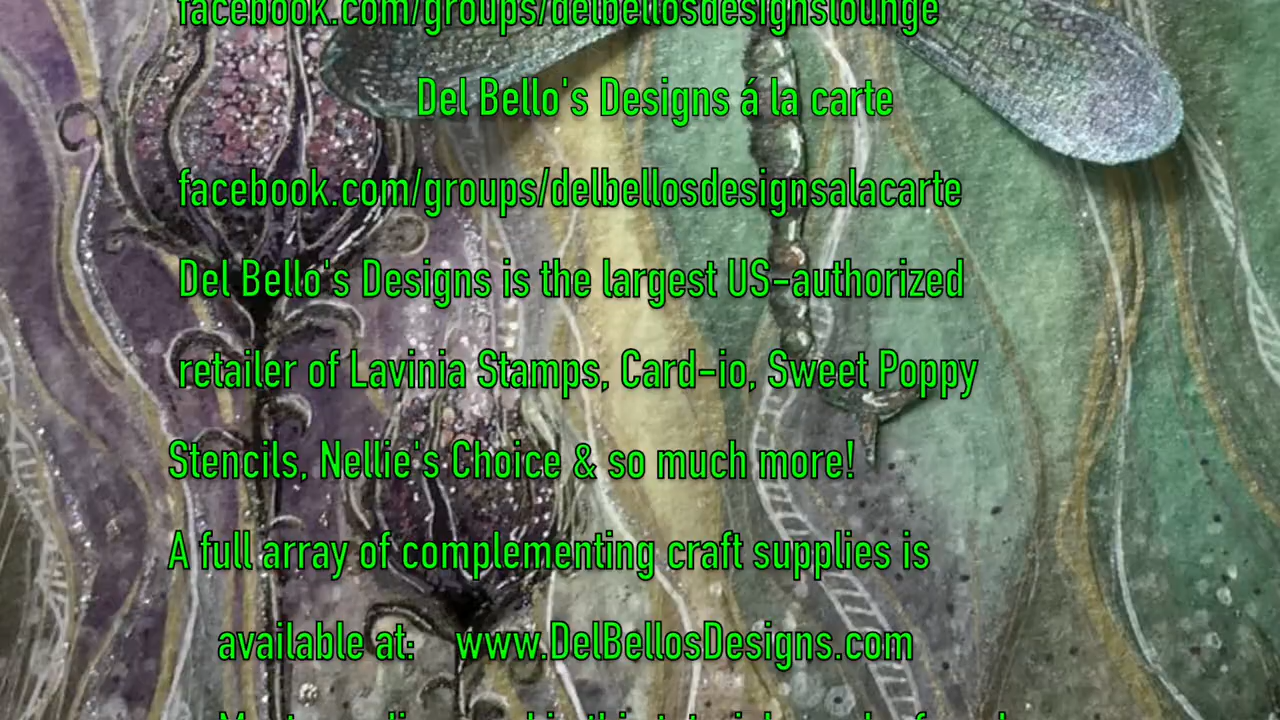 facebook.com/groups/delbellosdesignslounge
Del Bello's Designs á la carte
facebook.com/groups/delbellosdesignsalacarte
Del Bello's Designs is the largest US-authorized
retailer of Lavinia Stamps, Card-io, Sweet Poppy
Stencils, Nellie's Choice & so much more!
A full array of complementing craft supplies is
available at: www.DelBellosDesigns.com